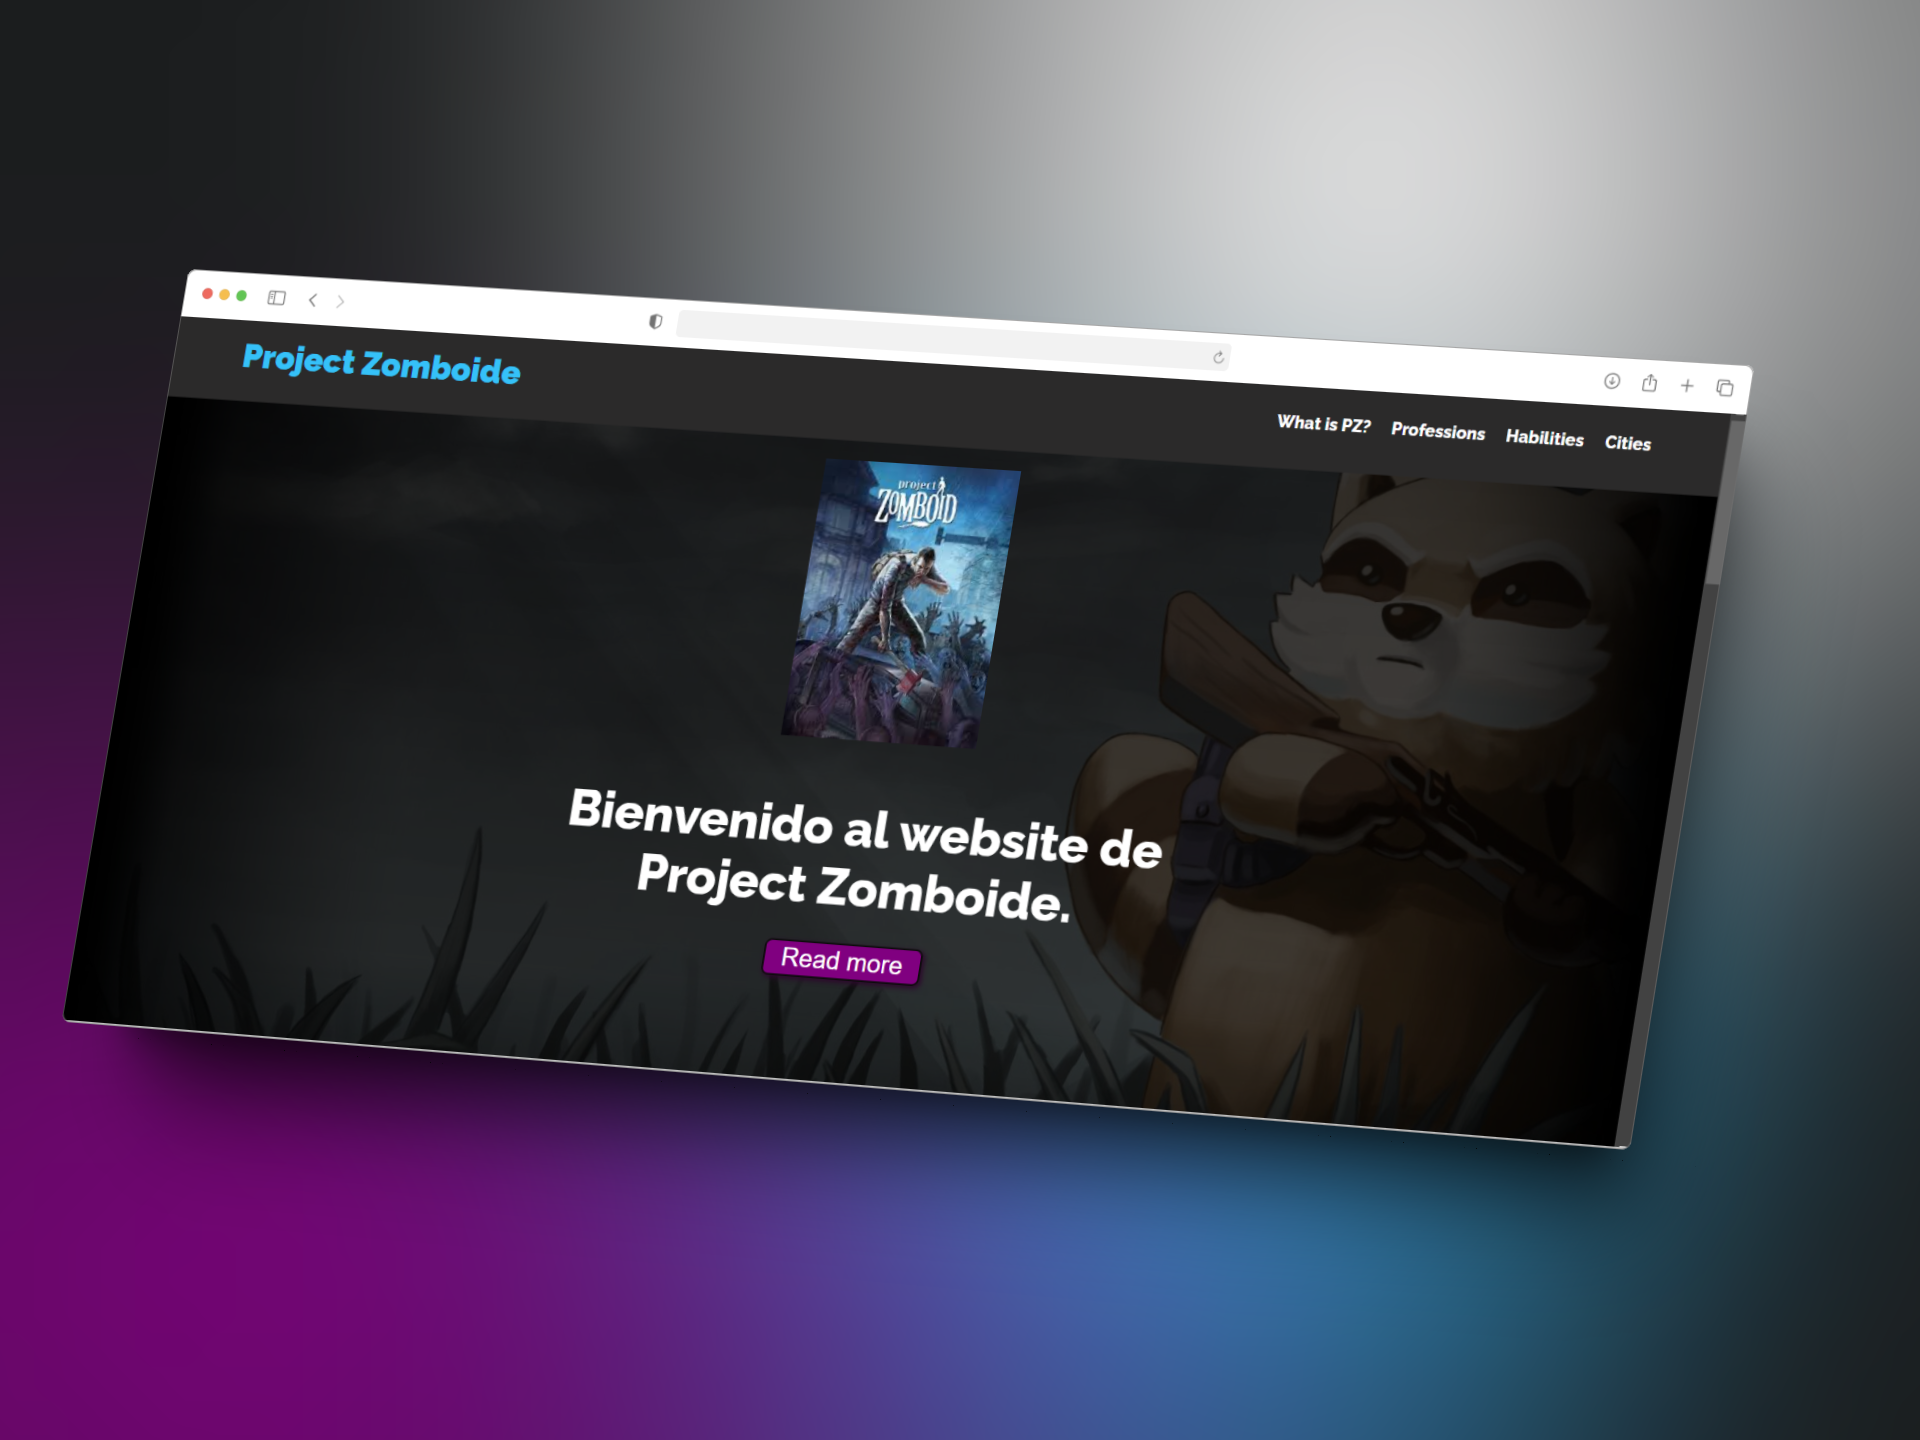 Project Zomboide
What is PZ? Professions Habilities Cities
project
ZOMBOID
Bienvenido al website de
Project Zomboide.
Read more